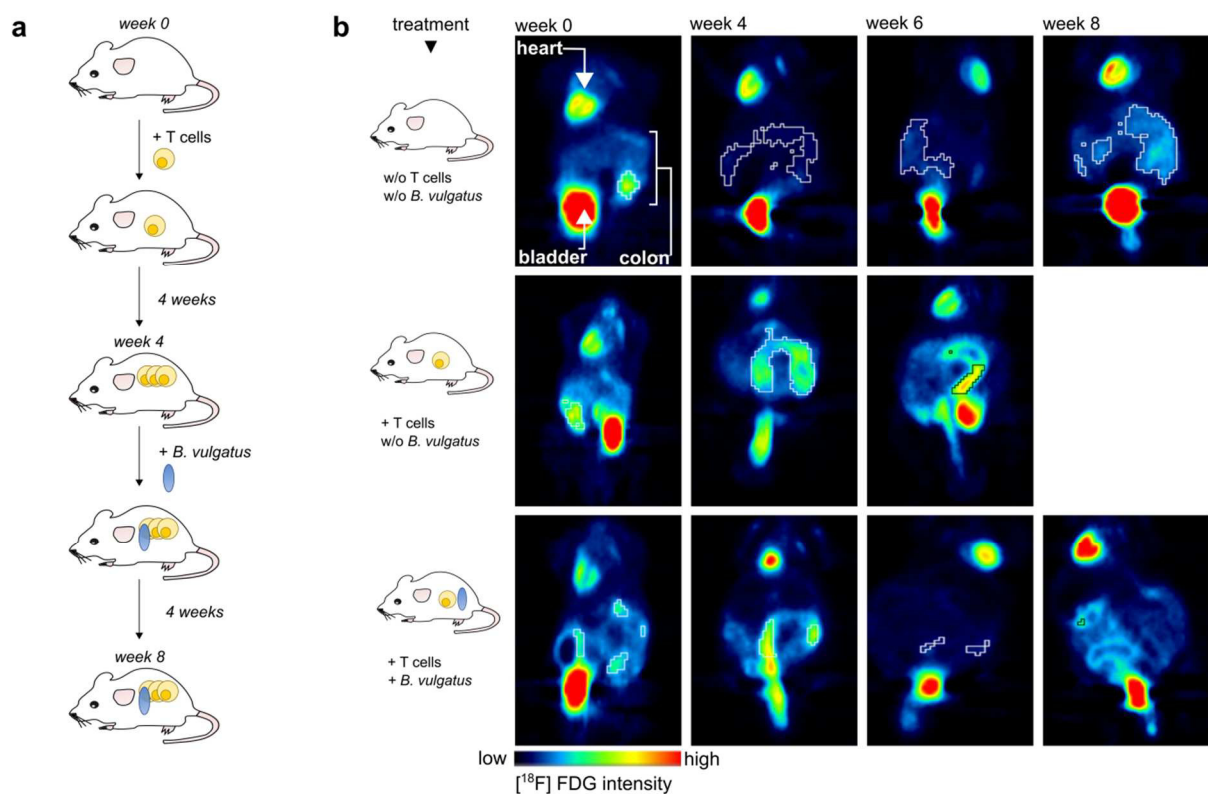 a
week 0
+ T cells
4 weeks
week 4
+ B. vulgatus
4 weeks
week 8
b
treatment
week 0
week 4
week 6
week 8
heart
bladder
colon
w/o T cells
w/o B. vulgatus
+ T cells
w/o B. vulgatus
+ T cells
+ B. vulgatus
low
high
[¹⁸F] FDG intensity